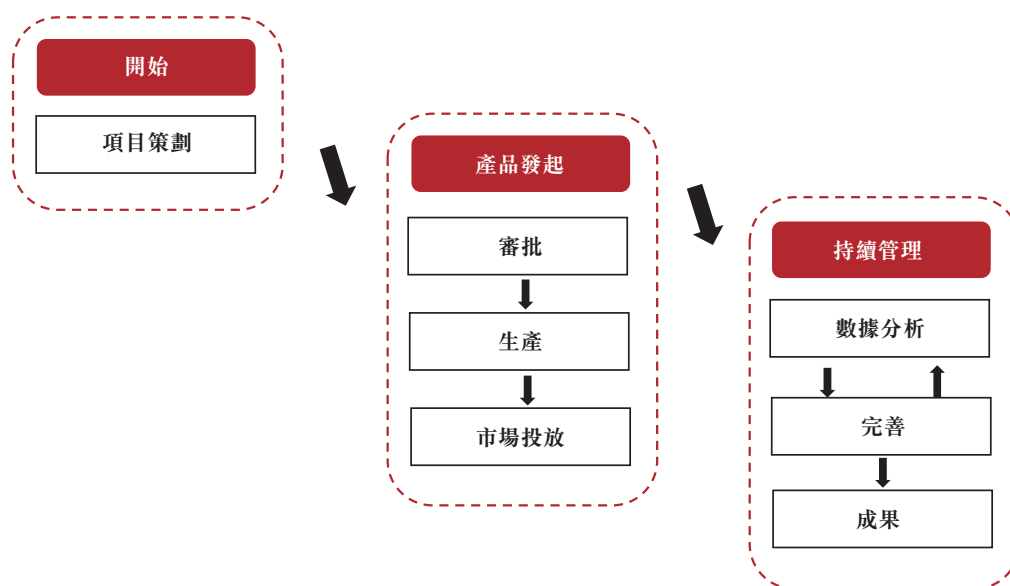 開始
項目策劃
產品發起
審批
生產
市場投放
持續管理
數據分析
完善
成果